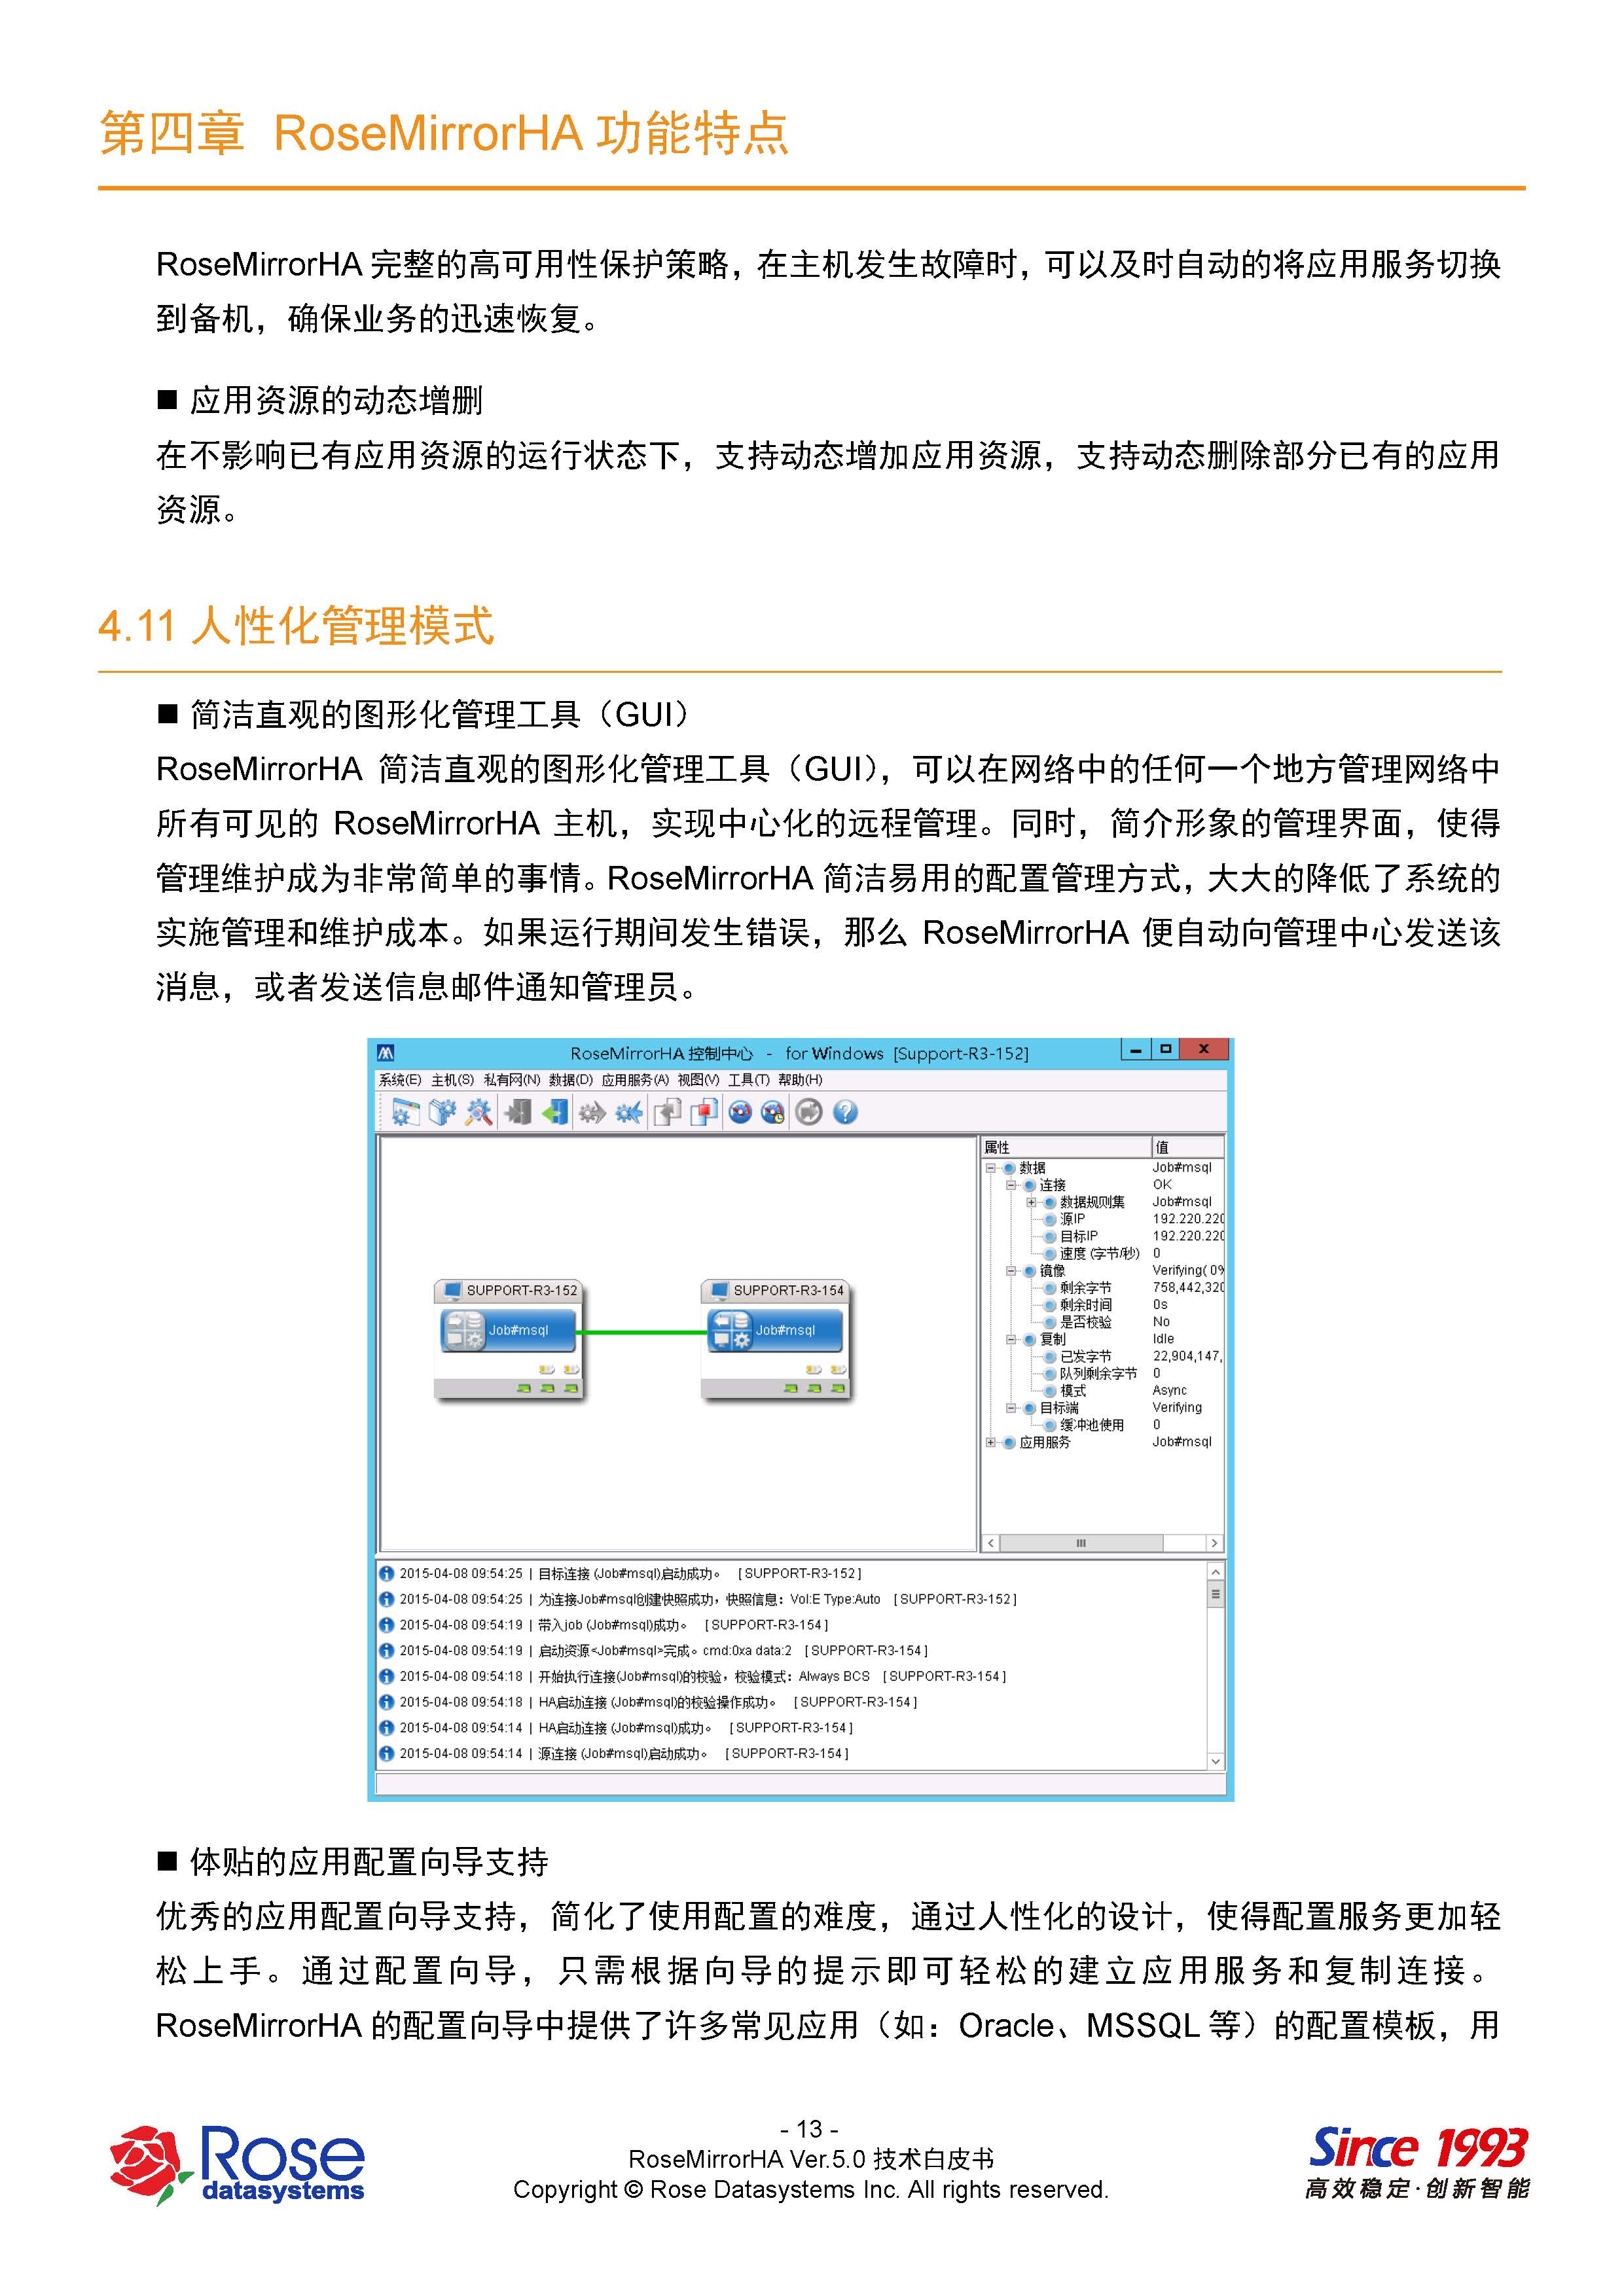 第四章 RoseMirrorHA 功能特点
RoseMirrorHA 完整的高可用性保护策略，在主机发生故障时，可以及时自动的将应用服务切换
到备机，确保业务的迅速恢复。
■ 应用资源的动态增删
在不影响已有应用资源的运行状态下，支持动态增加应用资源，支持动态删除部分已有的应用
资源。
4.11 人性化管理模式
■ 简洁直观的图形化管理工具（GUI）
RoseMirrorHA 简洁直观的图形化管理工具（GUI），可以在网络中的任何一个地方管理网络中
所有可见的 RoseMirrorHA 主机，实现中心化的远程管理。同时，简介形象的管理界面，使得
管理维护成为非常简单的事情。RoseMirrorHA 简洁易用的配置管理方式，大大的降低了系统的
实施管理和维护成本。如果运行期间发生错误，那么 RoseMirrorHA 便自动向管理中心发送该
消息，或者发送信息邮件通知管理员。
RoseMirrorHA 控制中心 - for Windows [Support-R3-152]
系统(E) 主机(S) 私有网(N) 数据(D) 应用服务(A) 视图(V) 工具(T) 帮助(H)
属性 值
数据 Job#msql
连接 OK
数据规则集 Job#msql
源IP 192.220.220
目标IP 192.220.220
速度 (字节/秒) 0
镜像 Verifying( 0%
剩余字节 758,442,320
剩余时间 0s
是否校验 No
复制 Idle
已发字节 22,904,147,
队列剩余字节 0
模式 Async
目标端 Verifying
缓冲池使用 0
应用服务 Job#msql
SUPPORT-R3-152 SUPPORT-R3-154
Job#msql Job#msql
2015-04-08 09:54:25 | 目标连接 (Job#msql)启动成功。 [SUPPORT-R3-152]
2015-04-08 09:54:25 | 为连接Job#msql创建快照成功，快照信息：Vol:E Type:Auto [SUPPORT-R3-152]
2015-04-08 09:54:19 | 带入job (Job#msql)成功。 [SUPPORT-R3-154]
2015-04-08 09:54:19 | 启动资源<Job#msql>完成。cmd:0xa data:2 [SUPPORT-R3-154]
2015-04-08 09:54:18 | 开始执行连接(Job#msql)的校验，校验模式：Always BCS [SUPPORT-R3-154]
2015-04-08 09:54:18 | HA启动连接 (Job#msql)的校验操作成功。 [SUPPORT-R3-154]
2015-04-08 09:54:14 | HA启动连接 (Job#msql)成功。 [SUPPORT-R3-154]
2015-04-08 09:54:14 | 源连接 (Job#msql)启动成功。 [SUPPORT-R3-154]
■ 体贴的应用配置向导支持
优秀的应用配置向导支持，简化了使用配置的难度，通过人性化的设计，使得配置服务更加轻
松上手。通过配置向导，只需根据向导的提示即可轻松的建立应用服务和复制连接。
RoseMirrorHA 的配置向导中提供了许多常见应用（如：Oracle、MSSQL 等）的配置模板，用
Rose
datasystems
- 13 -
RoseMirrorHA Ver.5.0 技术白皮书
Copyright © Rose Datasystems Inc. All rights reserved.
Since 1993
高效稳定·创新智能